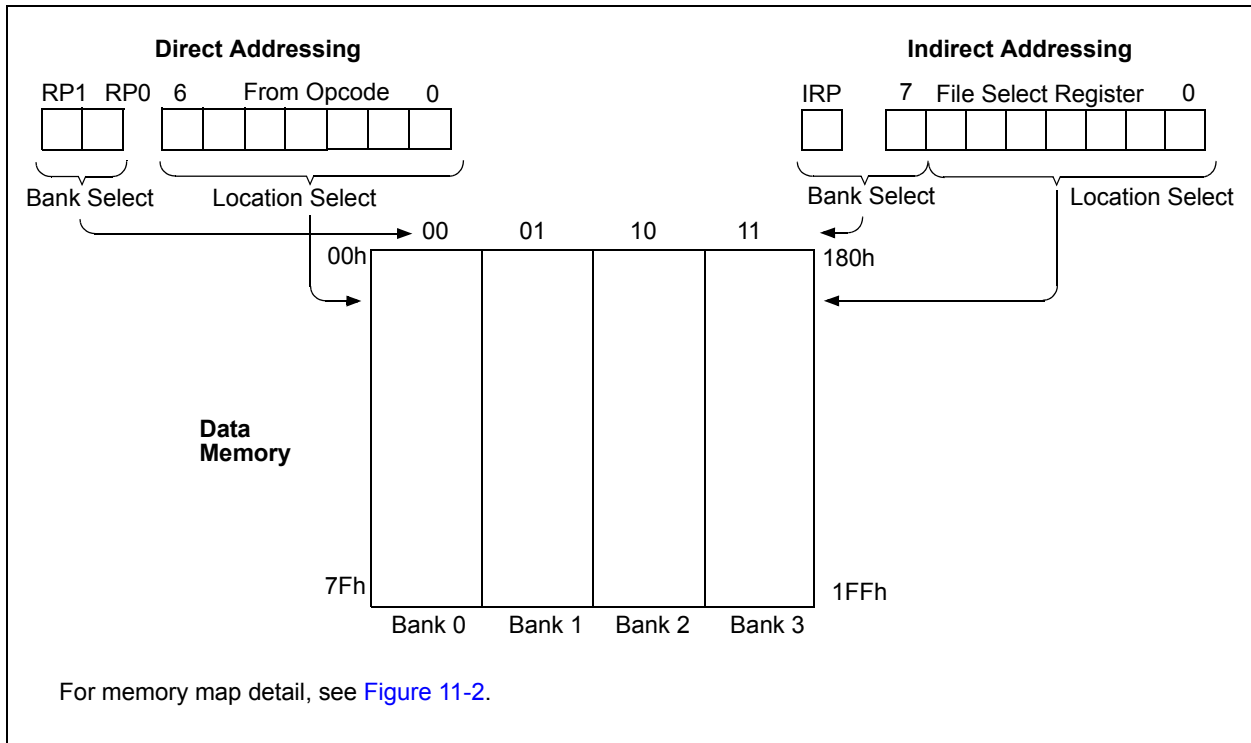 Direct Addressing
Indirect Addressing
RP1 RP0 6 From Opcode 0
IRP 7 File Select Register 0
Bank Select Location Select
Bank Select Location Select
00 01 10 11
00h
180h
Data
Memory
7Fh
1FFh
Bank 0 Bank 1 Bank 2 Bank 3
For memory map detail, see Figure 11-2.